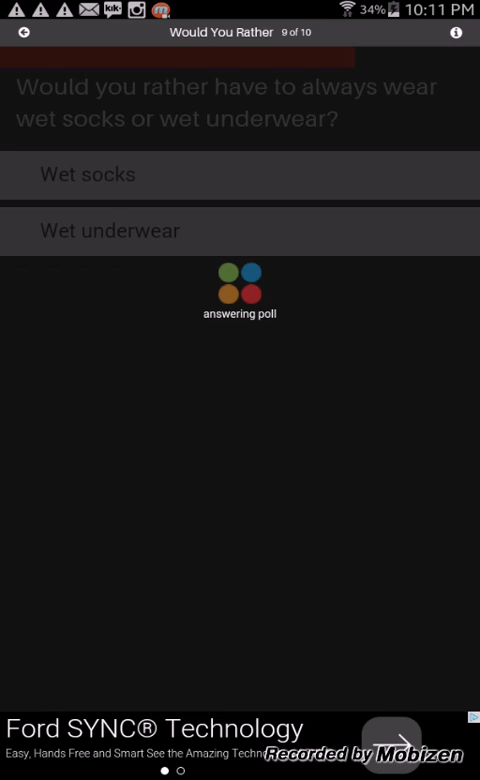 34% 10:11 PM
Would You Rather 9 of 10
Would you rather have to always wear
wet socks or wet underwear?
Wet socks
Wet underwear
answering poll
Ford SYNC® Technology
Easy, Hands Free and Smart See the Amazing
Recorded by Mobizen